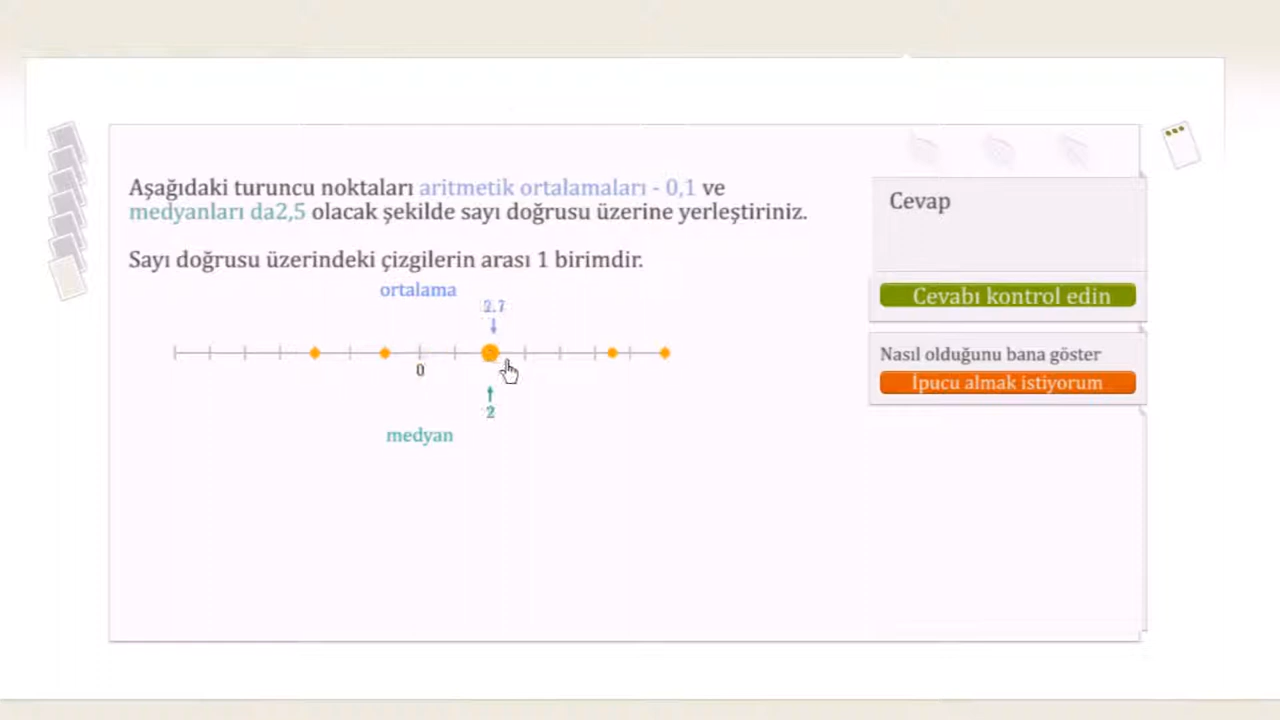 Aşağıdaki turuncu noktaları aritmetik ortalamaları - 0,1 ve
medyanları da2,5 olacak şekilde sayı doğrusu üzerine yerleştiriniz.
Sayı doğrusu üzerindeki çizgilerin arası 1 birimdir.
ortalama
2.7
0
2
medyan
Cevap
Cevabı kontrol edin
Nasıl olduğunu bana göster
İpucu almak istiyorum